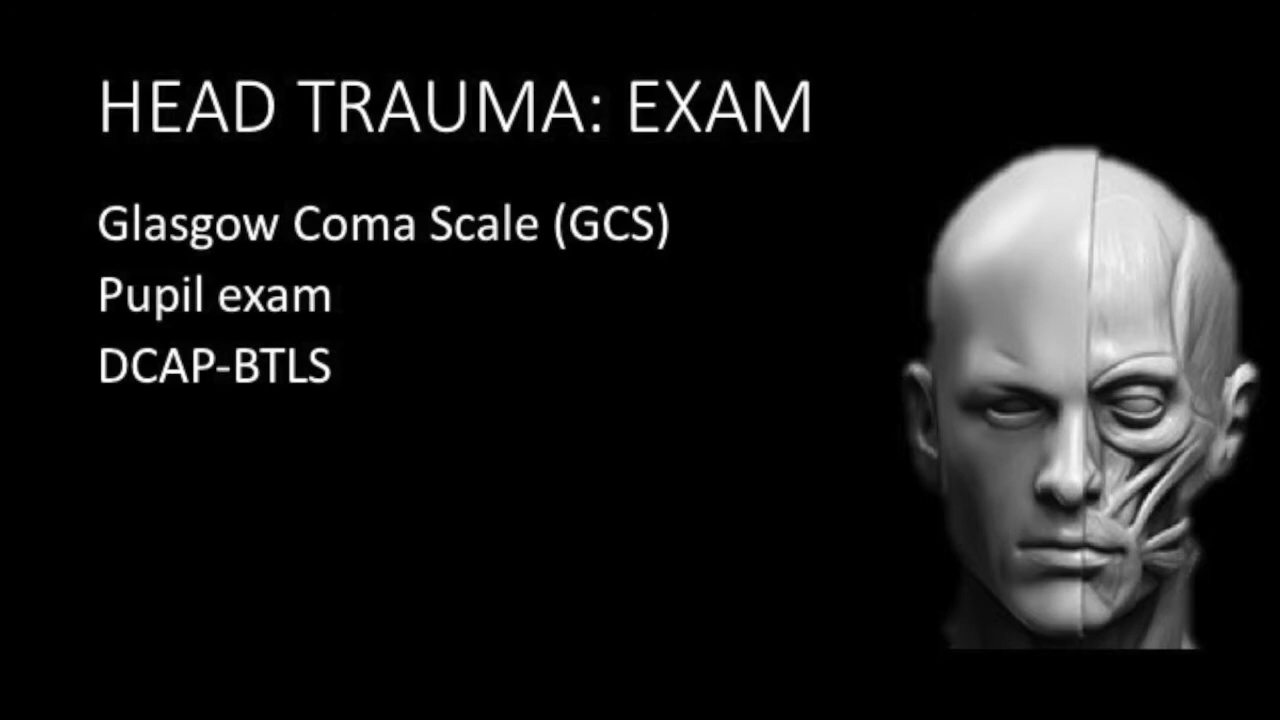 HEAD TRAUMA: EXAM
Glasgow Coma Scale (GCS)
Pupil exam
DCAP-BTLS